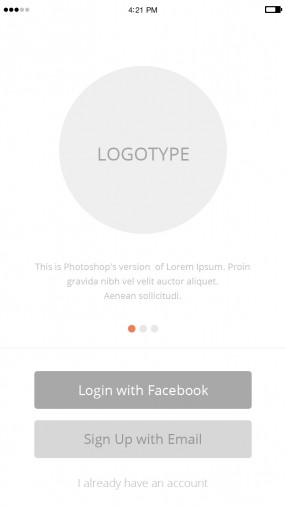 4:21 PM
LOGOTYPE
This is Photoshop's version of Lorem Ipsum. Proin
gravida nibh vel velit auctor aliquet.
Aenean sollicitudi.
Login with Facebook
Sign Up with Email
I already have an account